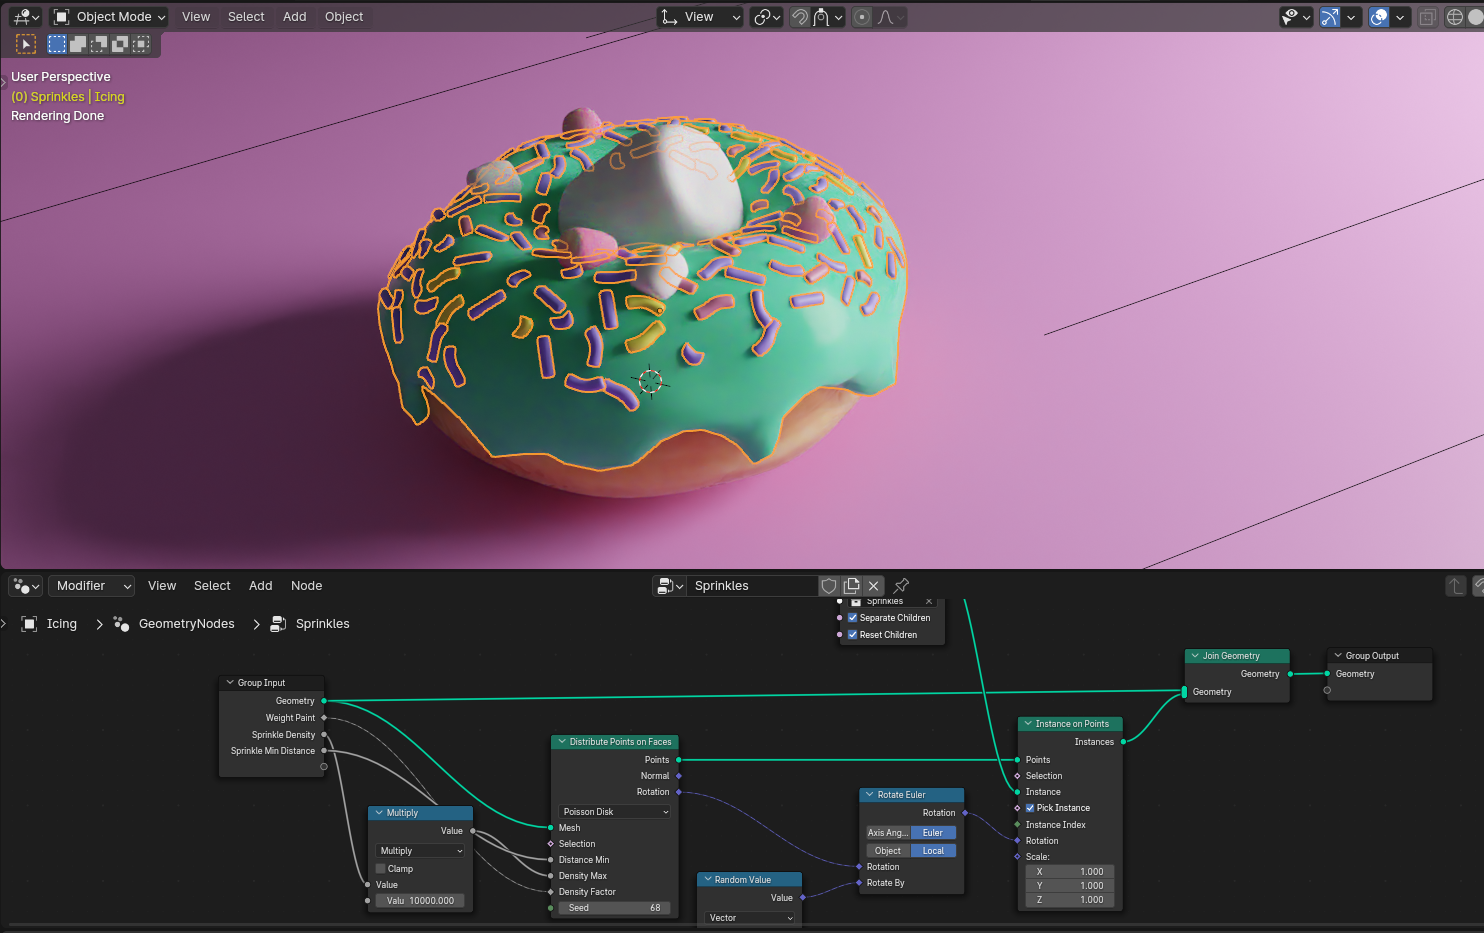 Object Mode View Select Add Object View
User Perspective
(0) Sprinkles | Icing
Rendering Done
Modifier View Select Add Node Sprinkles
Icing > GeometryNodes > Sprinkles
Sprinkles
Separate Children
Reset Children
Group Input
Geometry
Weight Paint
Sprinkle Density
Sprinkle Min Distance
Multiply
Value
Multiply
Clamp
Value
Valu 10000.000
Distribute Points on Faces
Points
Normal
Rotation
Poisson Disk
Mesh
Selection
Distance Min
Density Max
Density Factor
Seed 68
Random Value
Value
Vector
Rotate Euler
Rotation
Axis Ang... Euler
Object Local
Rotation
Rotate By
Instance on Points
Instances
Points
Selection
Instance
Pick Instance
Instance Index
Rotation
Scale:
X 1.000
Y 1.000
Z 1.000
Join Geometry
Geometry
Geometry
Group Output
Geometry